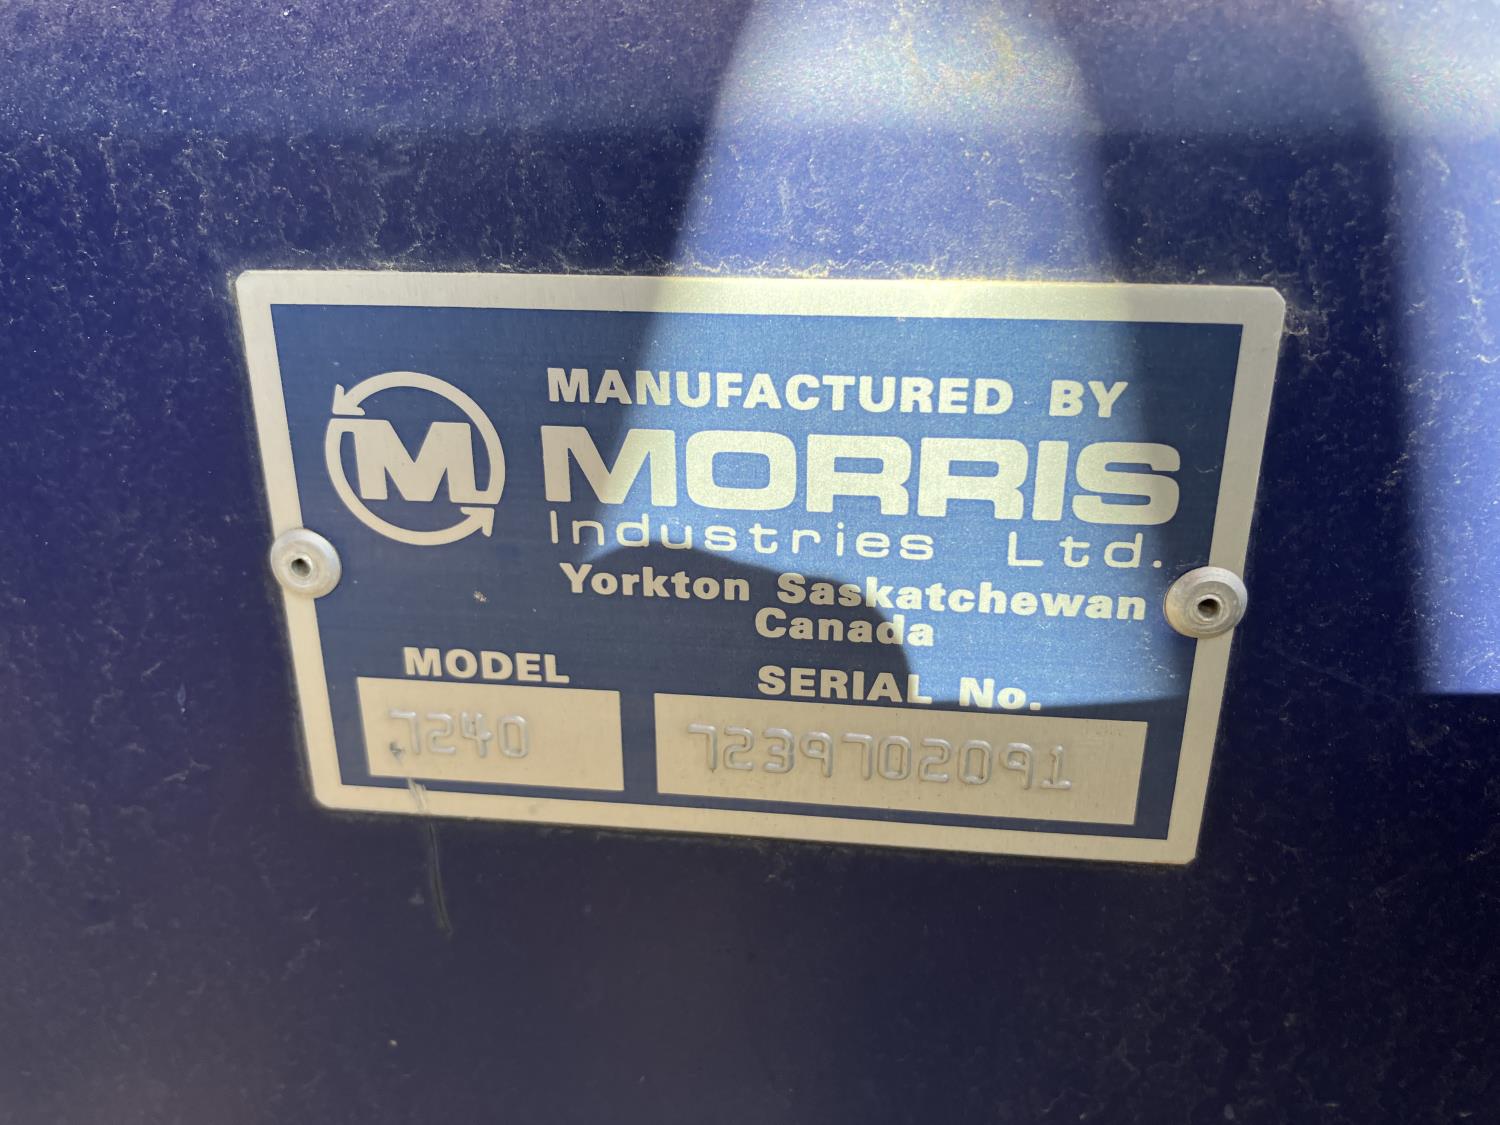 MANUFACTURED BY
M MORRIS
Industries Ltd.
Yorkton Saskatchewan
Canada
MODEL SERIAL No.
7240 7239702091